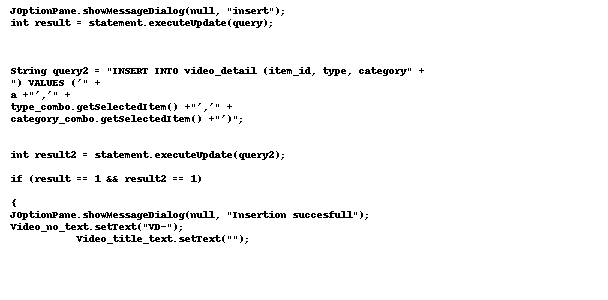 JOptionPane.showMessageDialog(null, "insert");
int result = statement.executeUpdate(query);
String query2 = "INSERT INTO video_detail (item_id, type, category" +
") VALUES ('" +
a +"','" +
type_combo.getSelectedItem() +"','" +
category_combo.getSelectedItem() +"')";
int result2 = statement.executeUpdate(query2);
if (result == 1 && result2 == 1)
{
JOptionPane.showMessageDialog(null, "Insertion succesfull");
Video_no_text.setText("VD-");
Video_title_text.setText("");